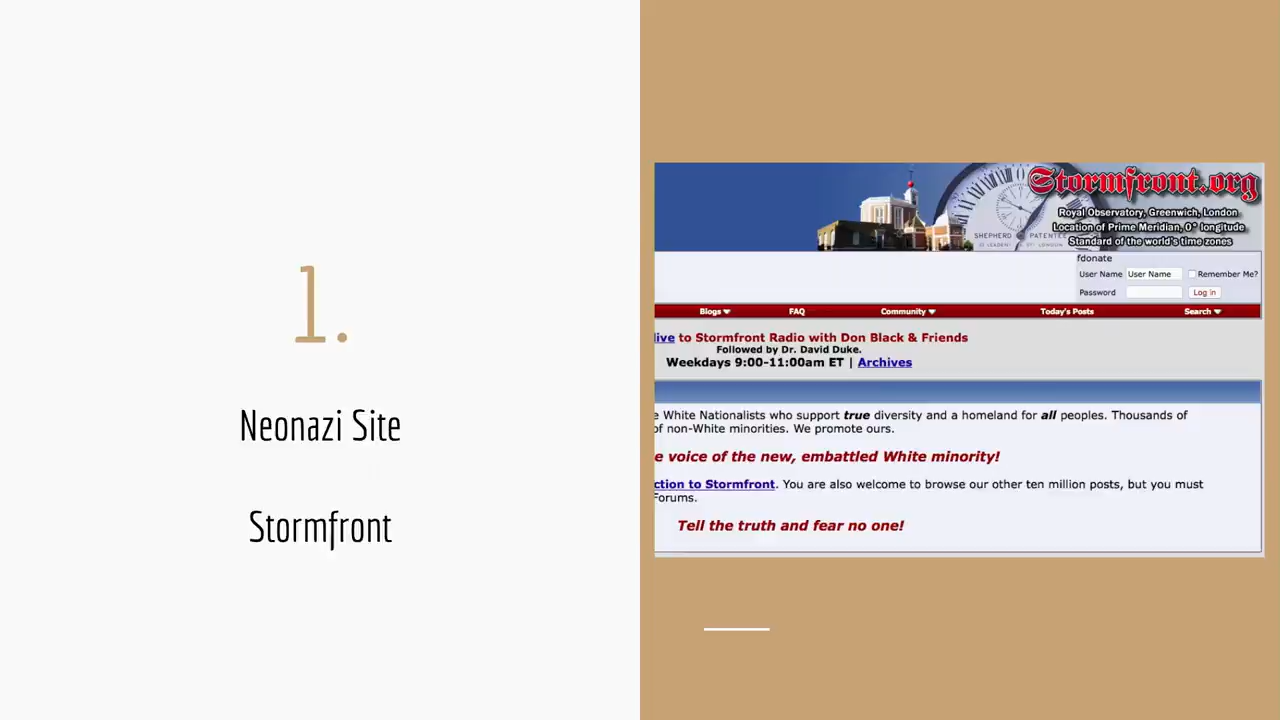 1.
Neonazi Site
Stormfront
Stormfront.org
Royal Observatory, Greenwich, London
Location of Prime Meridian, 0° longitude
Standard of the world's time zones
SHEPHERD PATENTEE
fdonate
User Name User Name Remember Me?
Password Log in
Blogs FAQ Community Today's Posts Search
live to Stormfront Radio with Don Black & Friends
Followed by Dr. David Duke.
Weekdays 9:00-11:00am ET | Archives
e White Nationalists who support true diversity and a homeland for all peoples. Thousands of
of non-White minorities. We promote ours.
e voice of the new, embattled White minority!
ction to Stormfront. You are also welcome to browse our other ten million posts, but you must
Forums.
Tell the truth and fear no one!